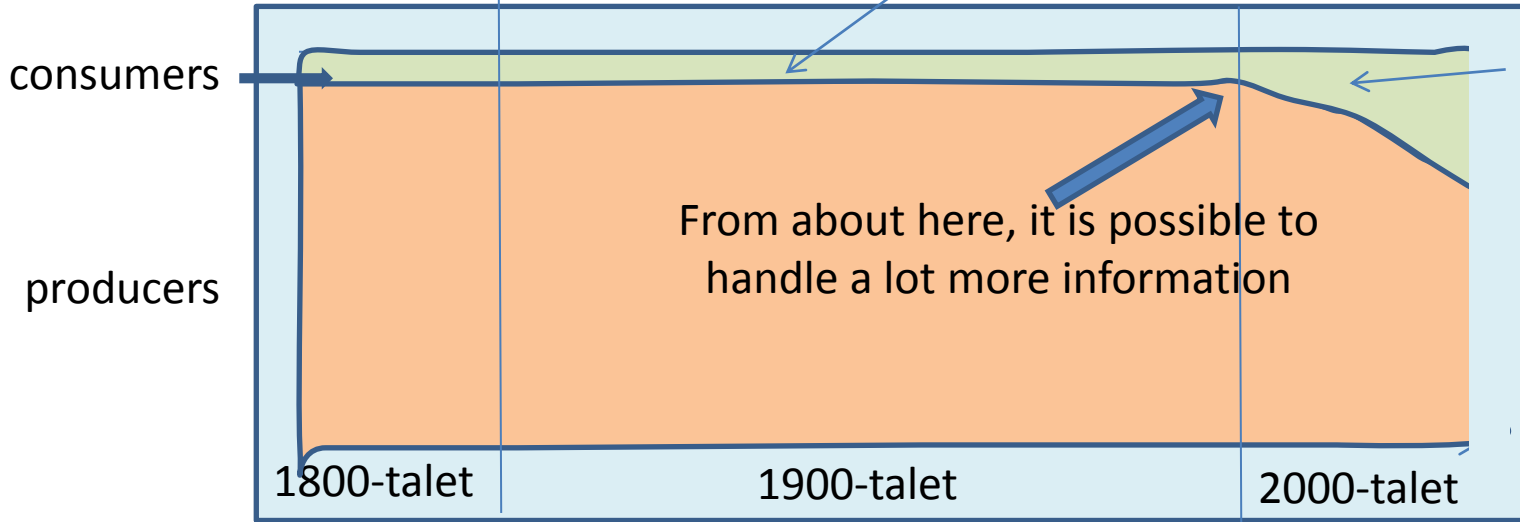 consumers
From about here, it is possible to
handle a lot more information
producers
1800-talet
1900-talet
2000-talet